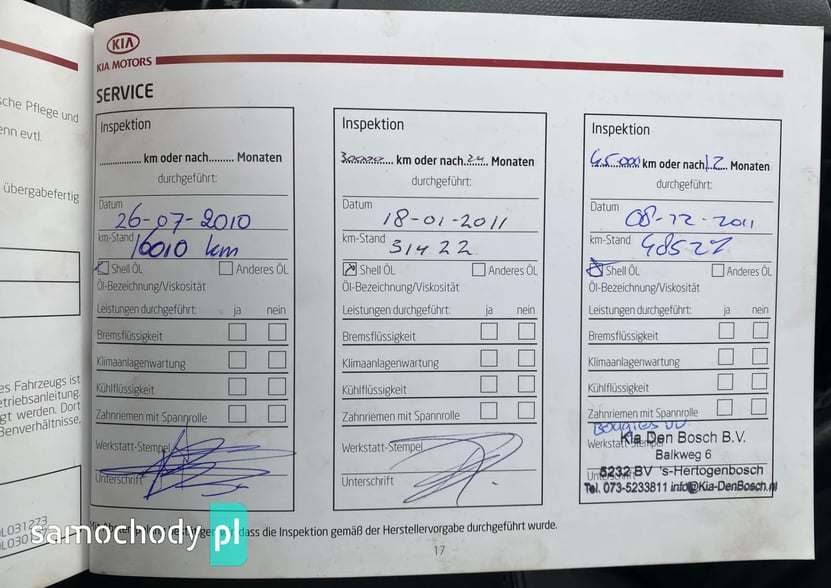 sche Pflege und
enn evtl.
übergabefertig
es Fahrzeugs ist
etriebsanleitung.
gt werden. Dort
ßenverhältnisse.
L031273
KIA
KIA MOTORS
SERVICE
Inspektion
................ km oder nach......... Monaten
durchgeführt:
Datum
26-07-2010
km-Stand 16010 km
Shell ÖL Anderes ÖL
Öl-Bezeichnung/Viskosität
Leistungen durchgeführt: ja nein
Bremsflüssigkeit
Klimaanlagenwartung
Kühlflüssigkeit
Zahnriemen mit Spannrolle
Werkstatt-Stempel
Unterschrift
Inspektion
30000 km oder nach 24 Monaten
durchgeführt:
Datum
18-01-2011
km-Stand 31422
Shell ÖL Anderes ÖL
Öl-Bezeichnung/Viskosität
Leistungen durchgeführt: ja nein
Bremsflüssigkeit
Klimaanlagenwartung
Kühlflüssigkeit
Zahnriemen mit Spannrolle
Werkstatt-Stempel
Unterschrift
Inspektion
45000 km oder nach 12 Monaten
durchgeführt:
Datum
08-12-2011
km-Stand 48527
Shell ÖL Anderes ÖL
Öl-Bezeichnung/Viskosität
Leistungen durchgeführt: ja nein
Bremsflüssigkeit
Klimaanlagenwartung
Kühlflüssigkeit
Zahnriemen mit Spannrolle
Bougies
Kia Den Bosch B.V.
Balkweg 6
5232 BV 's-Hertogenbosch
Tel. 073-5233811 info@Kia-DenBosch.nl
dass die Inspektion gemäß der Herstellervorgabe durchgeführt wurde.
17
samochody pl